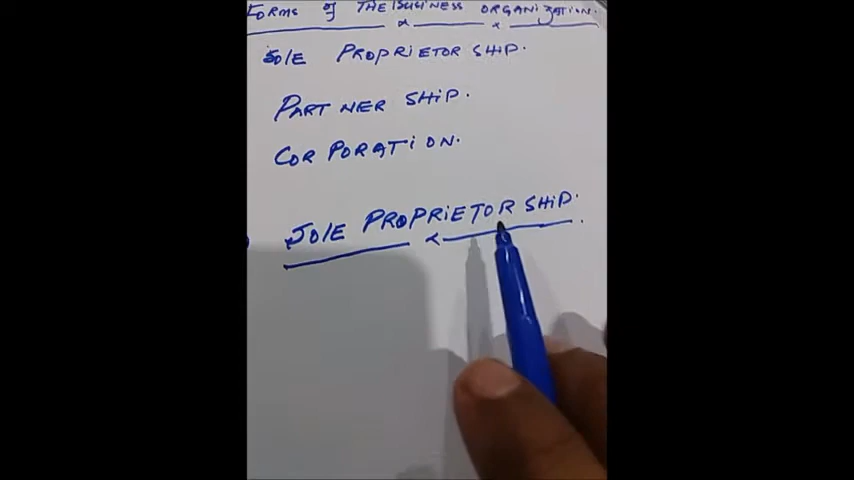 FORMS of THE BUSINESS ORGANIZATION.
SOLE PROPRIETOR SHIP.
PARTNER SHIP.
CORPORATION.
SOLE PROPRIETOR SHIP.